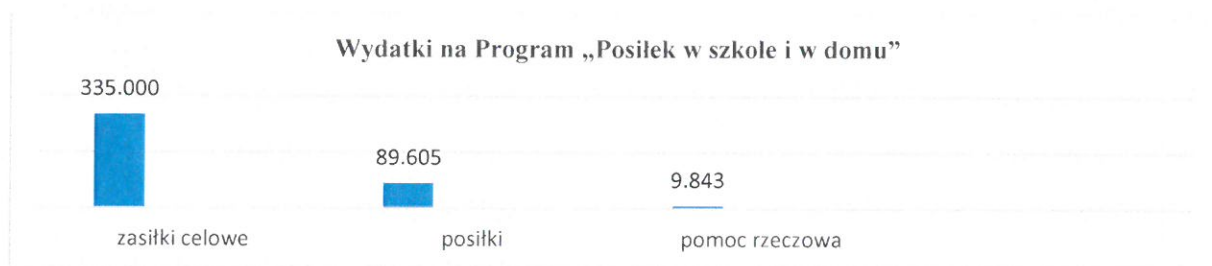 Wydatki na Program „Posiłek w szkole i w domu”
335.000
89.605
9.843
zasiłki celowe
posiłki
pomoc rzeczowa